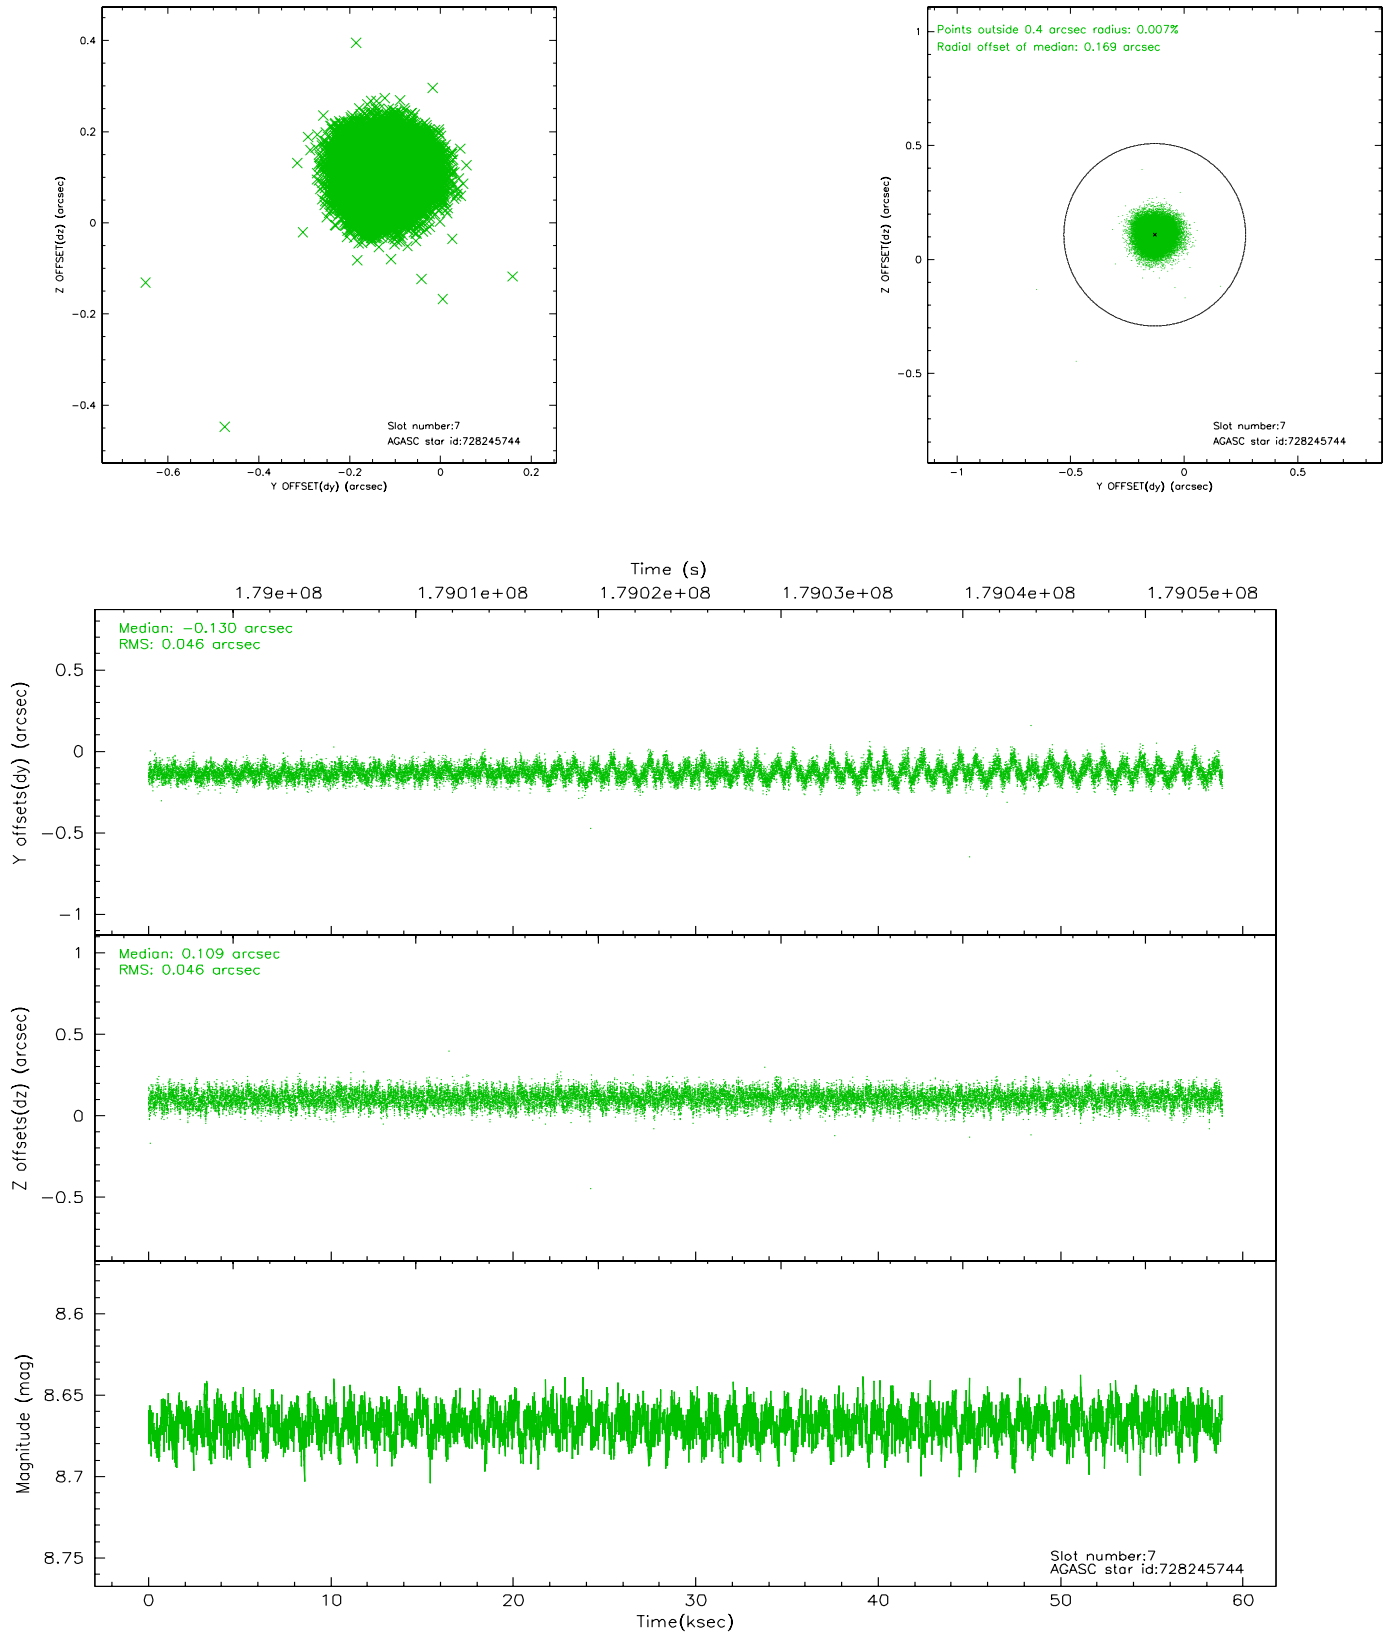 0.4
0.2
0
−0.2
−0.4
Z OFFSET(dz) (arcsec)
Slot number:7
AGASC star id:728245744
−0.6 −0.4 −0.2 0 0.2
Y OFFSET(dy) (arcsec)
Points outside 0.4 arcsec radius: 0.007%
Radial offset of median: 0.169 arcsec
1
0.5
0
−0.5
Z OFFSET(dz) (arcsec)
Slot number:7
AGASC star id:728245744
−1 −0.5 0 0.5
Y OFFSET(dy) (arcsec)
Time (s)
1.79e+08 1.7901e+08 1.7902e+08 1.7903e+08 1.7904e+08 1.7905e+08
Median: −0.130 arcsec
RMS: 0.046 arcsec
0.5
0
−0.5
−1
Y offsets(dy) (arcsec)
Median: 0.109 arcsec
RMS: 0.046 arcsec
1
0.5
0
−0.5
Z offsets(dz) (arcsec)
8.6
8.65
8.7
8.75
Magnitude (mag)
Slot number:7
AGASC star id:728245744
0 10 20 30 40 50 60
Time(ksec)